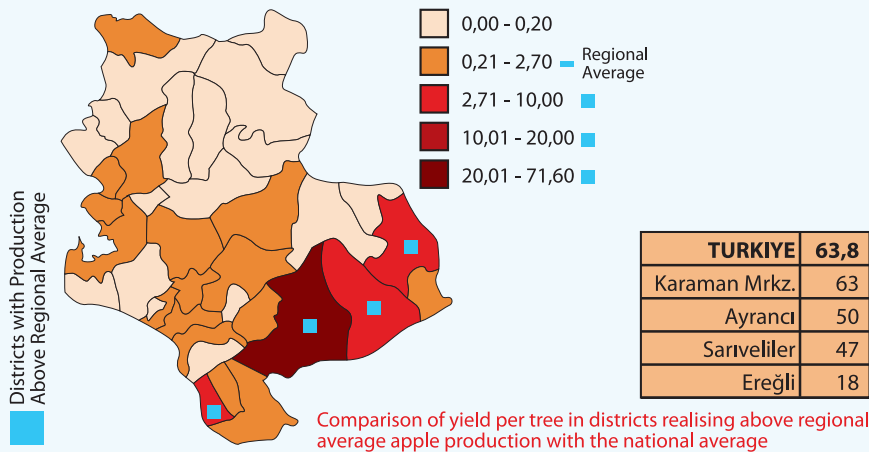 0,00 - 0,20
0,21 - 2,70
Regional
Average
2,71 - 10,00
10,01 - 20,00
20,01 - 71,60
Districts with Production
Above Regional Average
TURKIYE 63,8
Karaman Mrkz. 63
Ayrancı 50
Sarıveliler 47
Ereğli 18
Comparison of yield per tree in districts realising above regional
average apple production with the national average